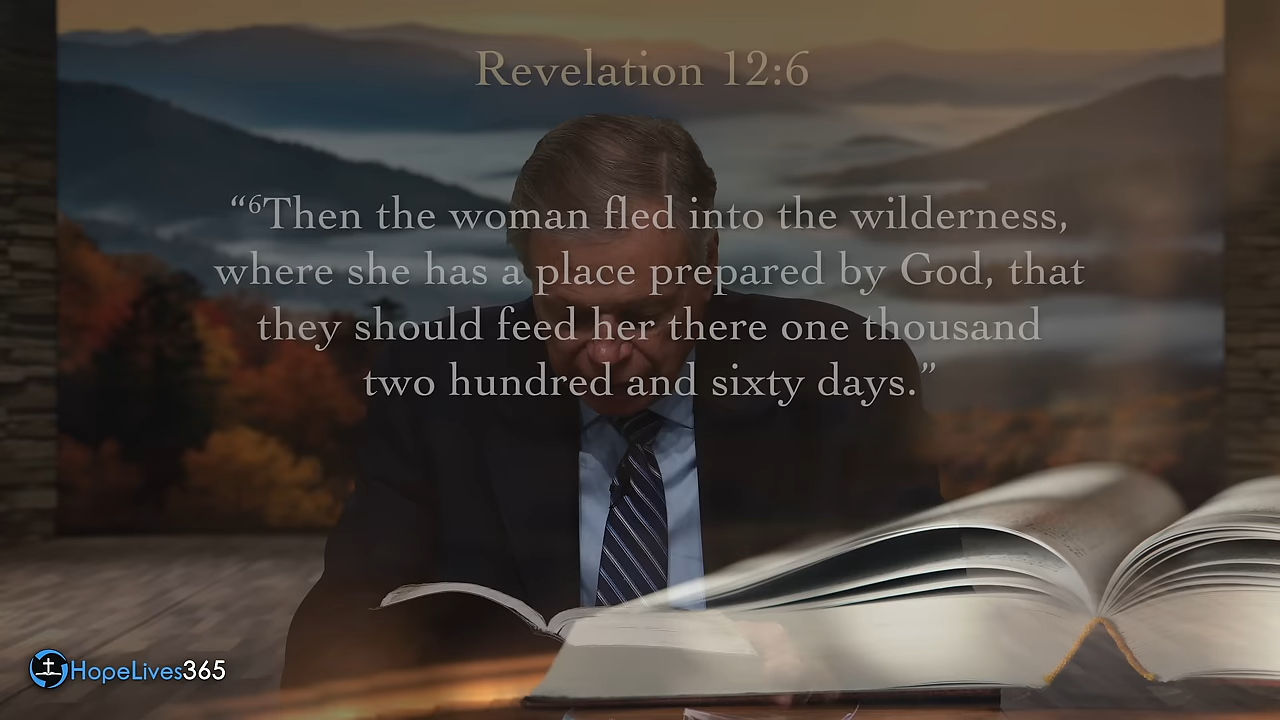 Revelation 12:6
“⁶Then the woman fled into the wilderness,
where she has a place prepared by God, that
they should feed her there one thousand
two hundred and sixty days.”
HopeLives365